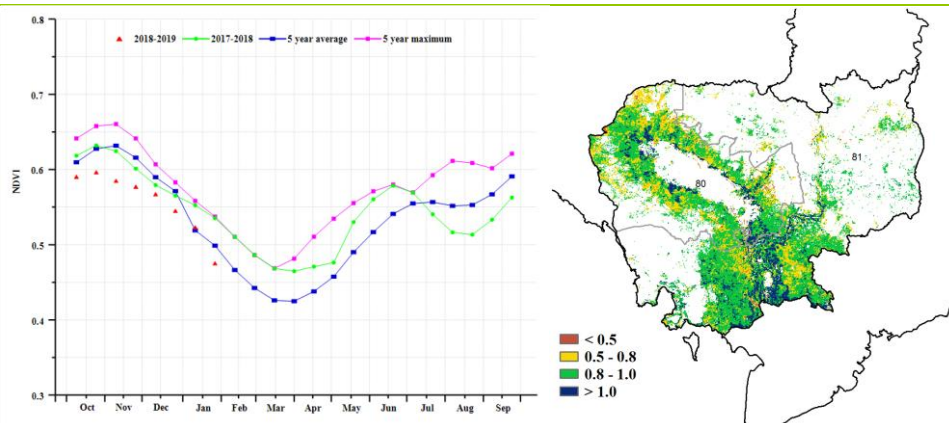 0.8
0.7
0.6
0.5
0.4
0.3
NDVI
2018-2019 2017-2018 5 year average 5 year maximum
Oct Nov Dec Jan Feb Mar Apr May Jun Jul Aug Sep
81
80
< 0.5
0.5 - 0.8
0.8 - 1.0
> 1.0